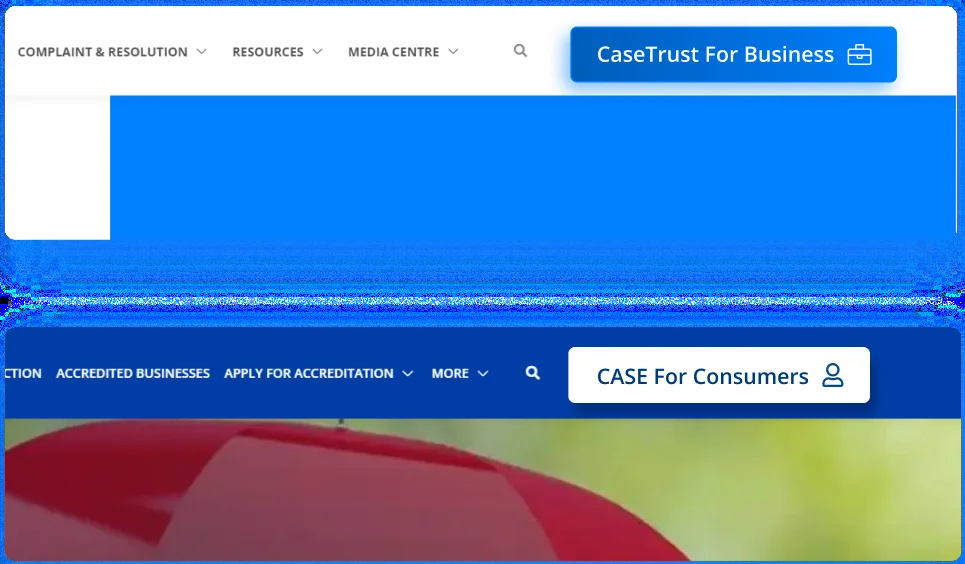 COMPLAINT & RESOLUTION RESOURCES MEDIA CENTRE CaseTrust For Business
CTION ACCREDITED BUSINESSES APPLY FOR ACCREDITATION MORE CASE For Consumers